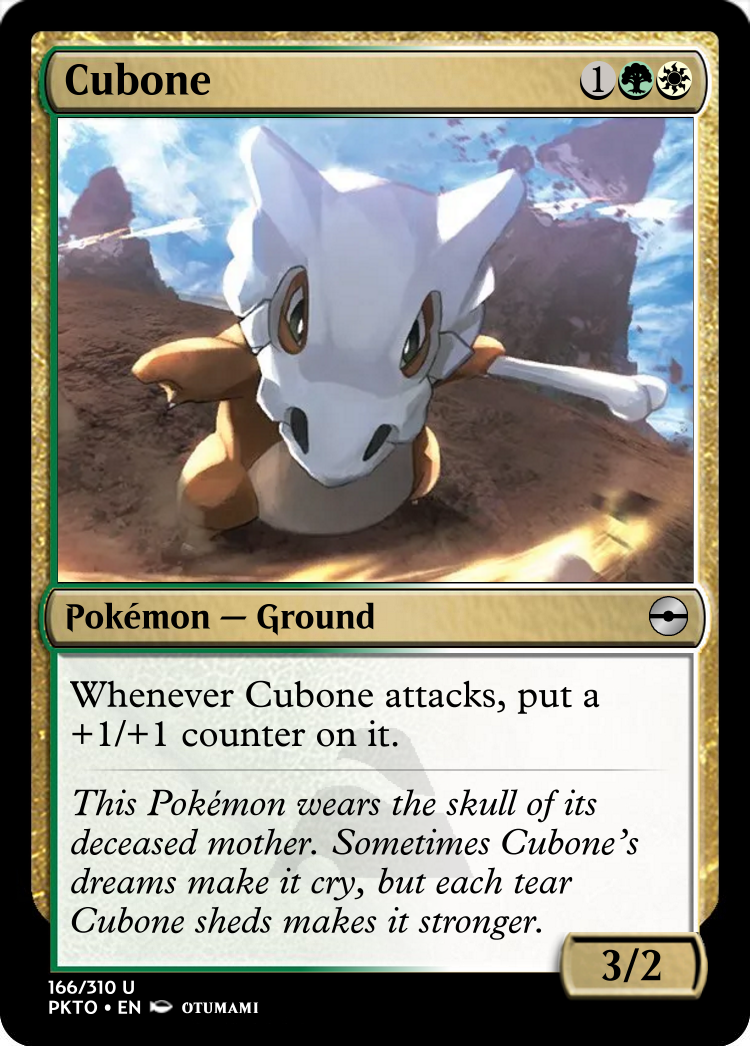 Cubone 1
Pokémon — Ground
Whenever Cubone attacks, put a
+1/+1 counter on it.
This Pokémon wears the skull of its
deceased mother. Sometimes Cubone's
dreams make it cry, but each tear
Cubone sheds makes it stronger.
3/2
166/310 U
PKTO • EN OTUMAMI